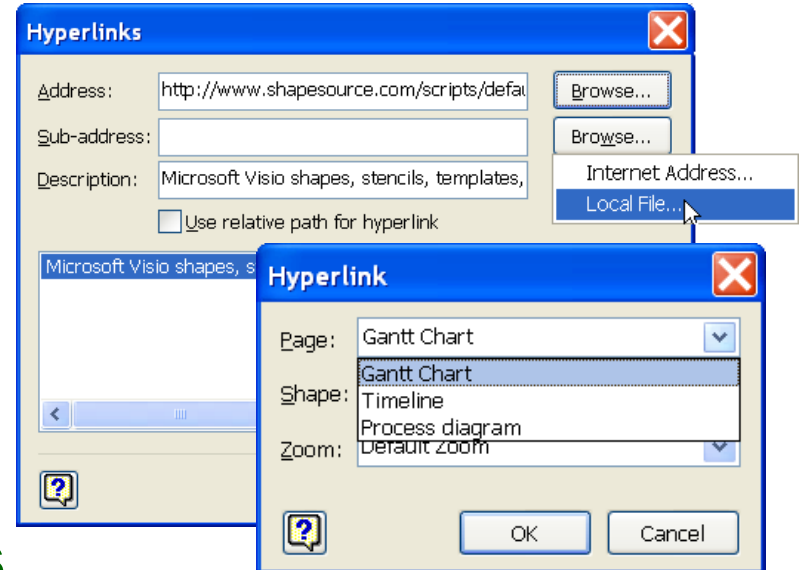 Hyperlinks
Address: http://www.shapesource.com/scripts/defau Browse...
Sub-address: Browse...
Description: Microsoft Visio shapes, stencils, templates,
Internet Address...
Local File...
Use relative path for hyperlink
Microsoft Visio shapes, s
Hyperlink
Page: Gantt Chart
Gantt Chart
Shape: Timeline
Process diagram
Zoom: Default Zoom
OK Cancel
s